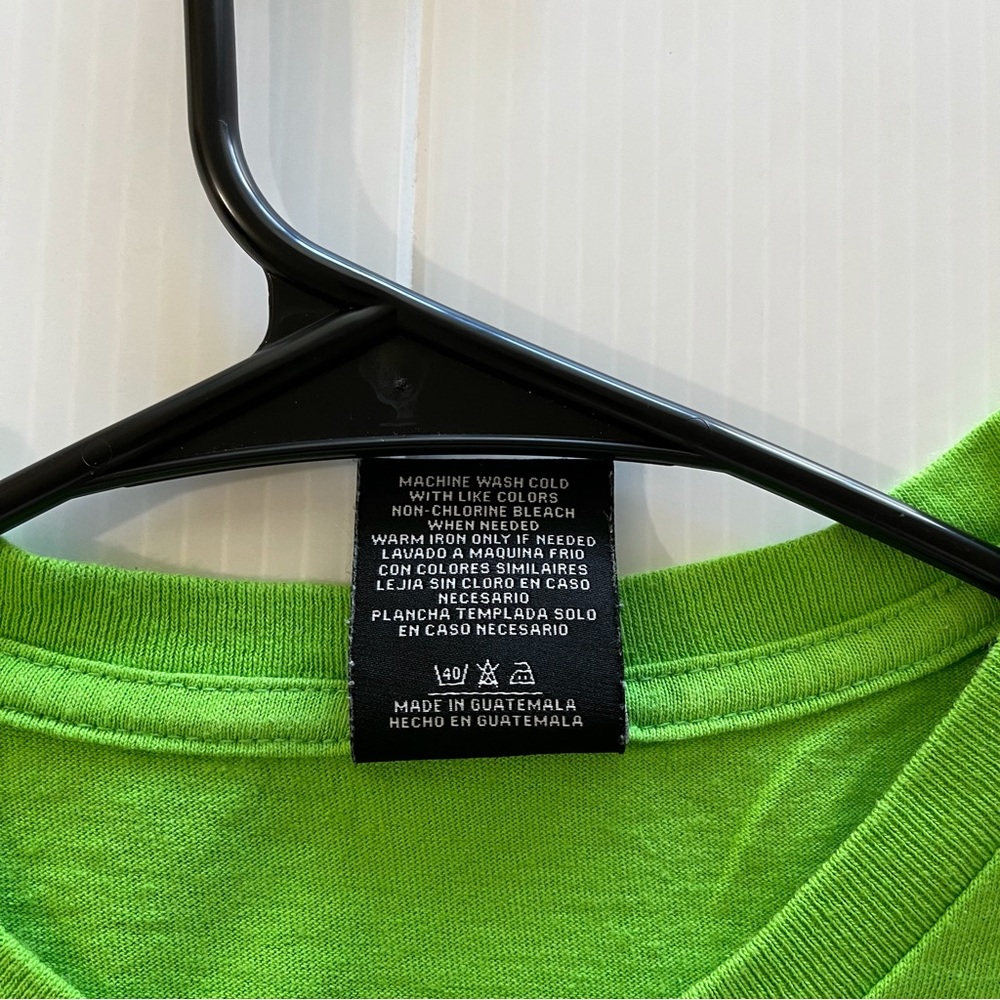 MACHINE WASH COLD
WITH LIKE COLORS
NON-CHLORINE BLEACH
WHEN NEEDED
WARM IRON ONLY IF NEEDED
LAVADO A MAQUINA FRIO
CON COLORES SIMILAIRES
LEJIA SIN CLORO EN CASO
NECESARIO
PLANCHA TEMPLADA SOLO
EN CASO NECESARIO
40
MADE IN GUATEMALA
HECHO EN GUATEMALA